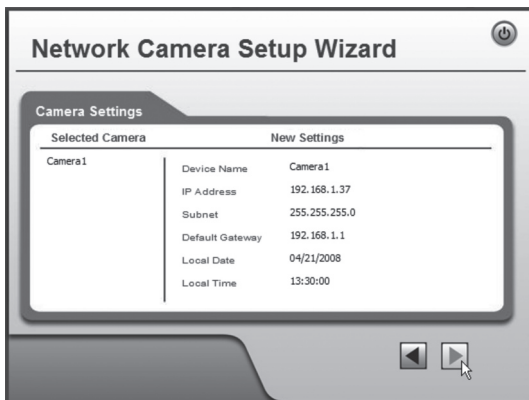 Network Camera Setup Wizard
Camera Settings
Selected Camera New Settings
Camera1
Device Name Camera1
IP Address 192.168.1.37
Subnet 255.255.255.0
Default Gateway 192.168.1.1
Local Date 04/21/2008
Local Time 13:30:00